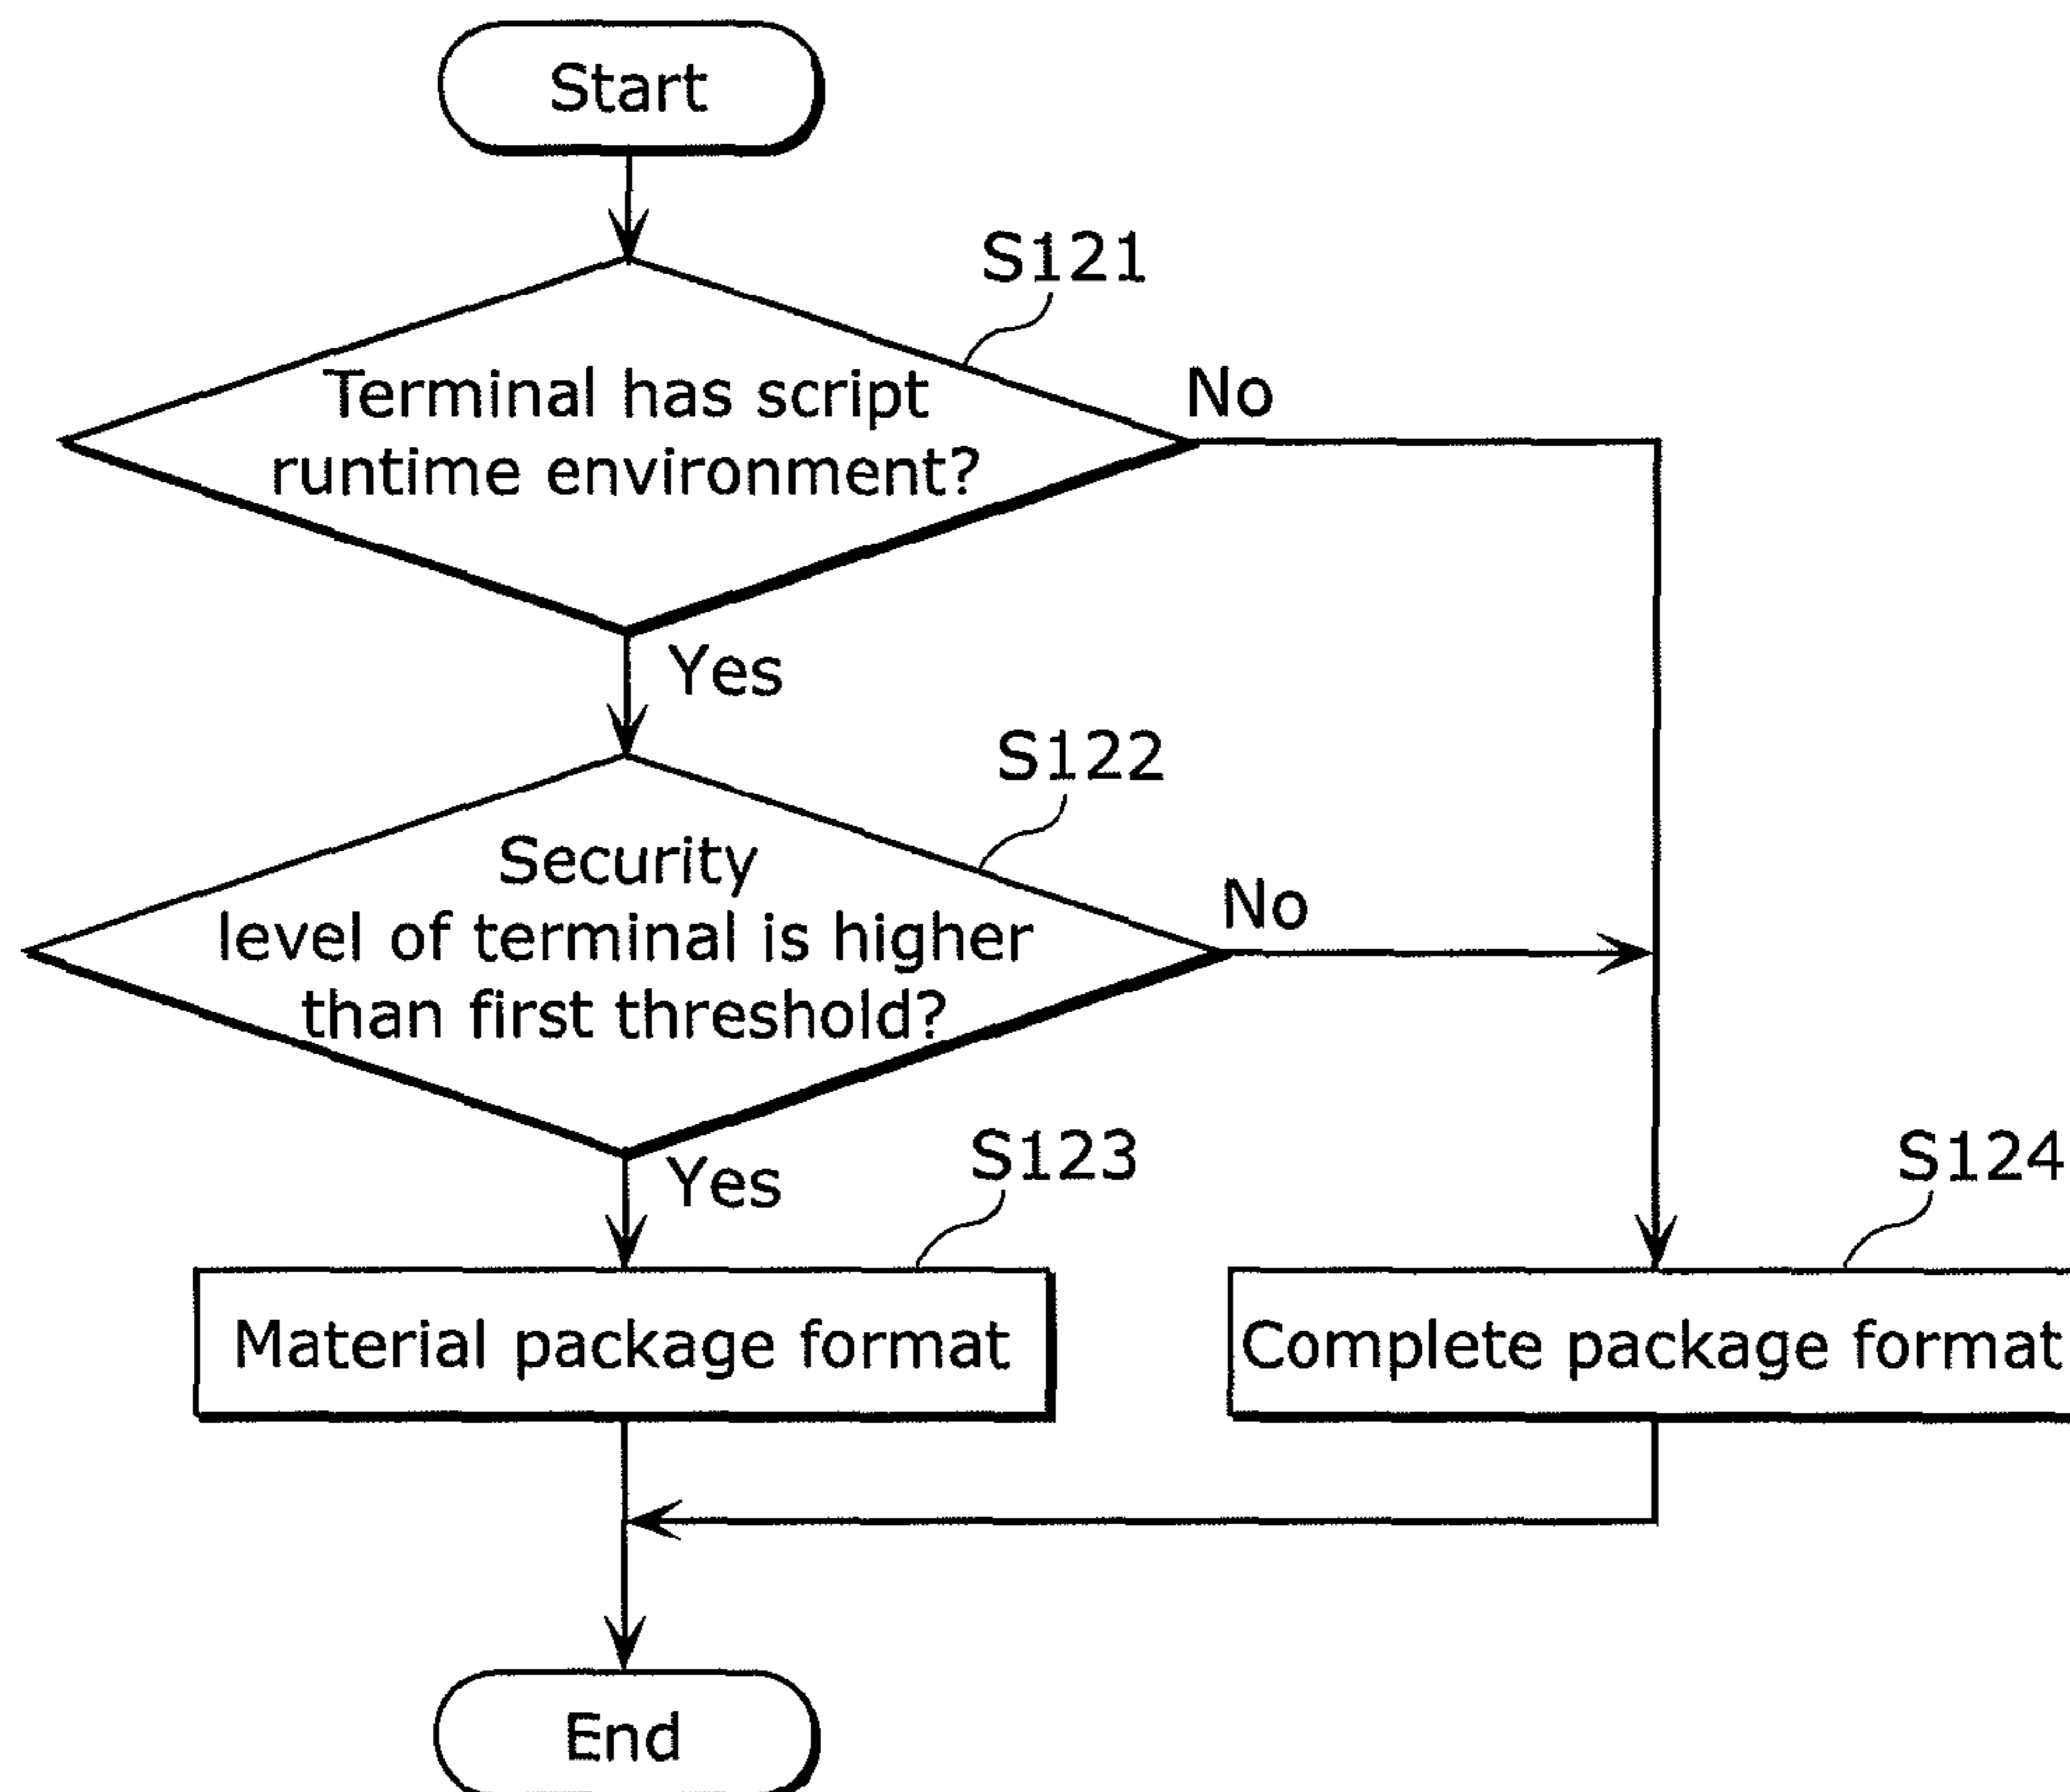 Start
S121
Terminal has script
runtime environment?
No
Yes
S122
Security
level of terminal is higher
than first threshold?
No
Yes
S123
S124
Material package format
Complete package format
End